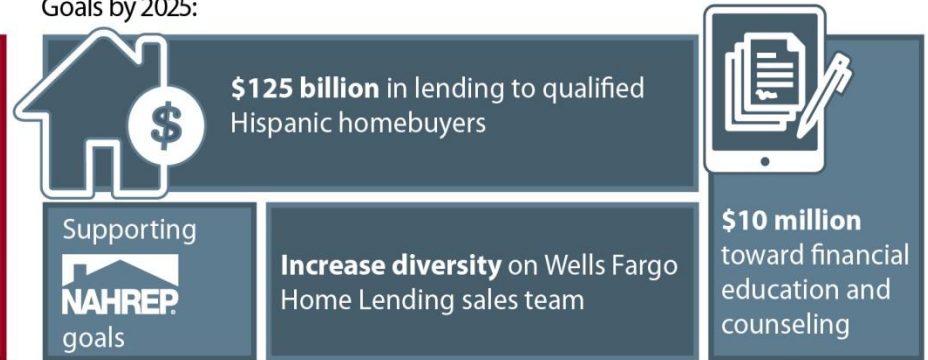 Goals by 2025:
$125 billion in lending to qualified
Hispanic homebuyers
Supporting
NAHREP
goals
Increase diversity on Wells Fargo
Home Lending sales team
$10 million
toward financial
education and
counseling